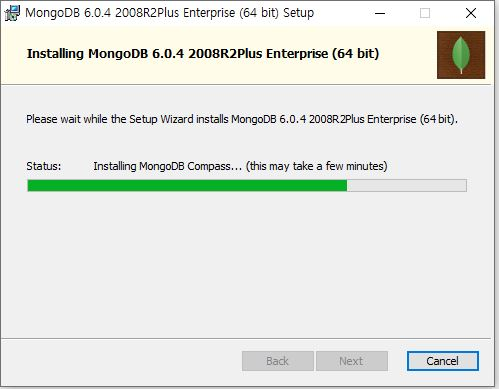 MongoDB 6.0.4 2008R2Plus Enterprise (64 bit) Setup
Installing MongoDB 6.0.4 2008R2Plus Enterprise (64 bit)
Please wait while the Setup Wizard installs MongoDB 6.0.4 2008R2Plus Enterprise (64 bit).
Status: Installing MongoDB Compass... (this may take a few minutes)
Back Next Cancel